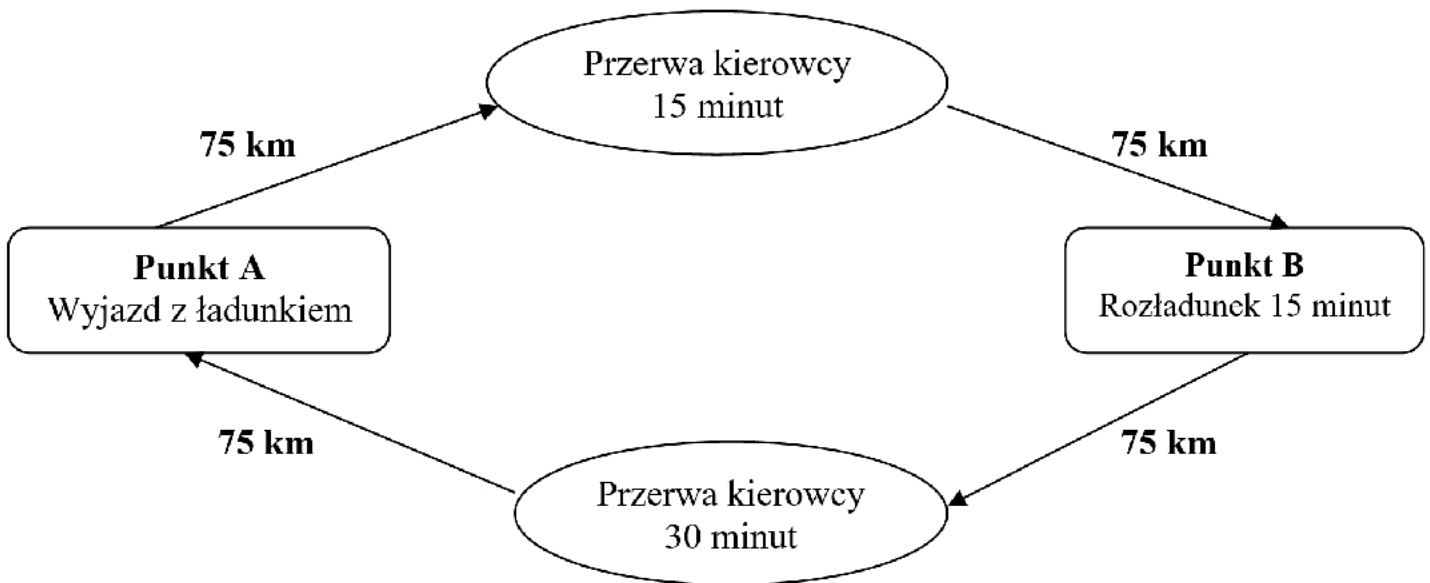 Przerwa kierowcy
15 minut
75 km
75 km
Punkt A
Wyjazd z ładunkiem
Punkt B
Rozładunek 15 minut
75 km
75 km
Przerwa kierowcy
30 minut